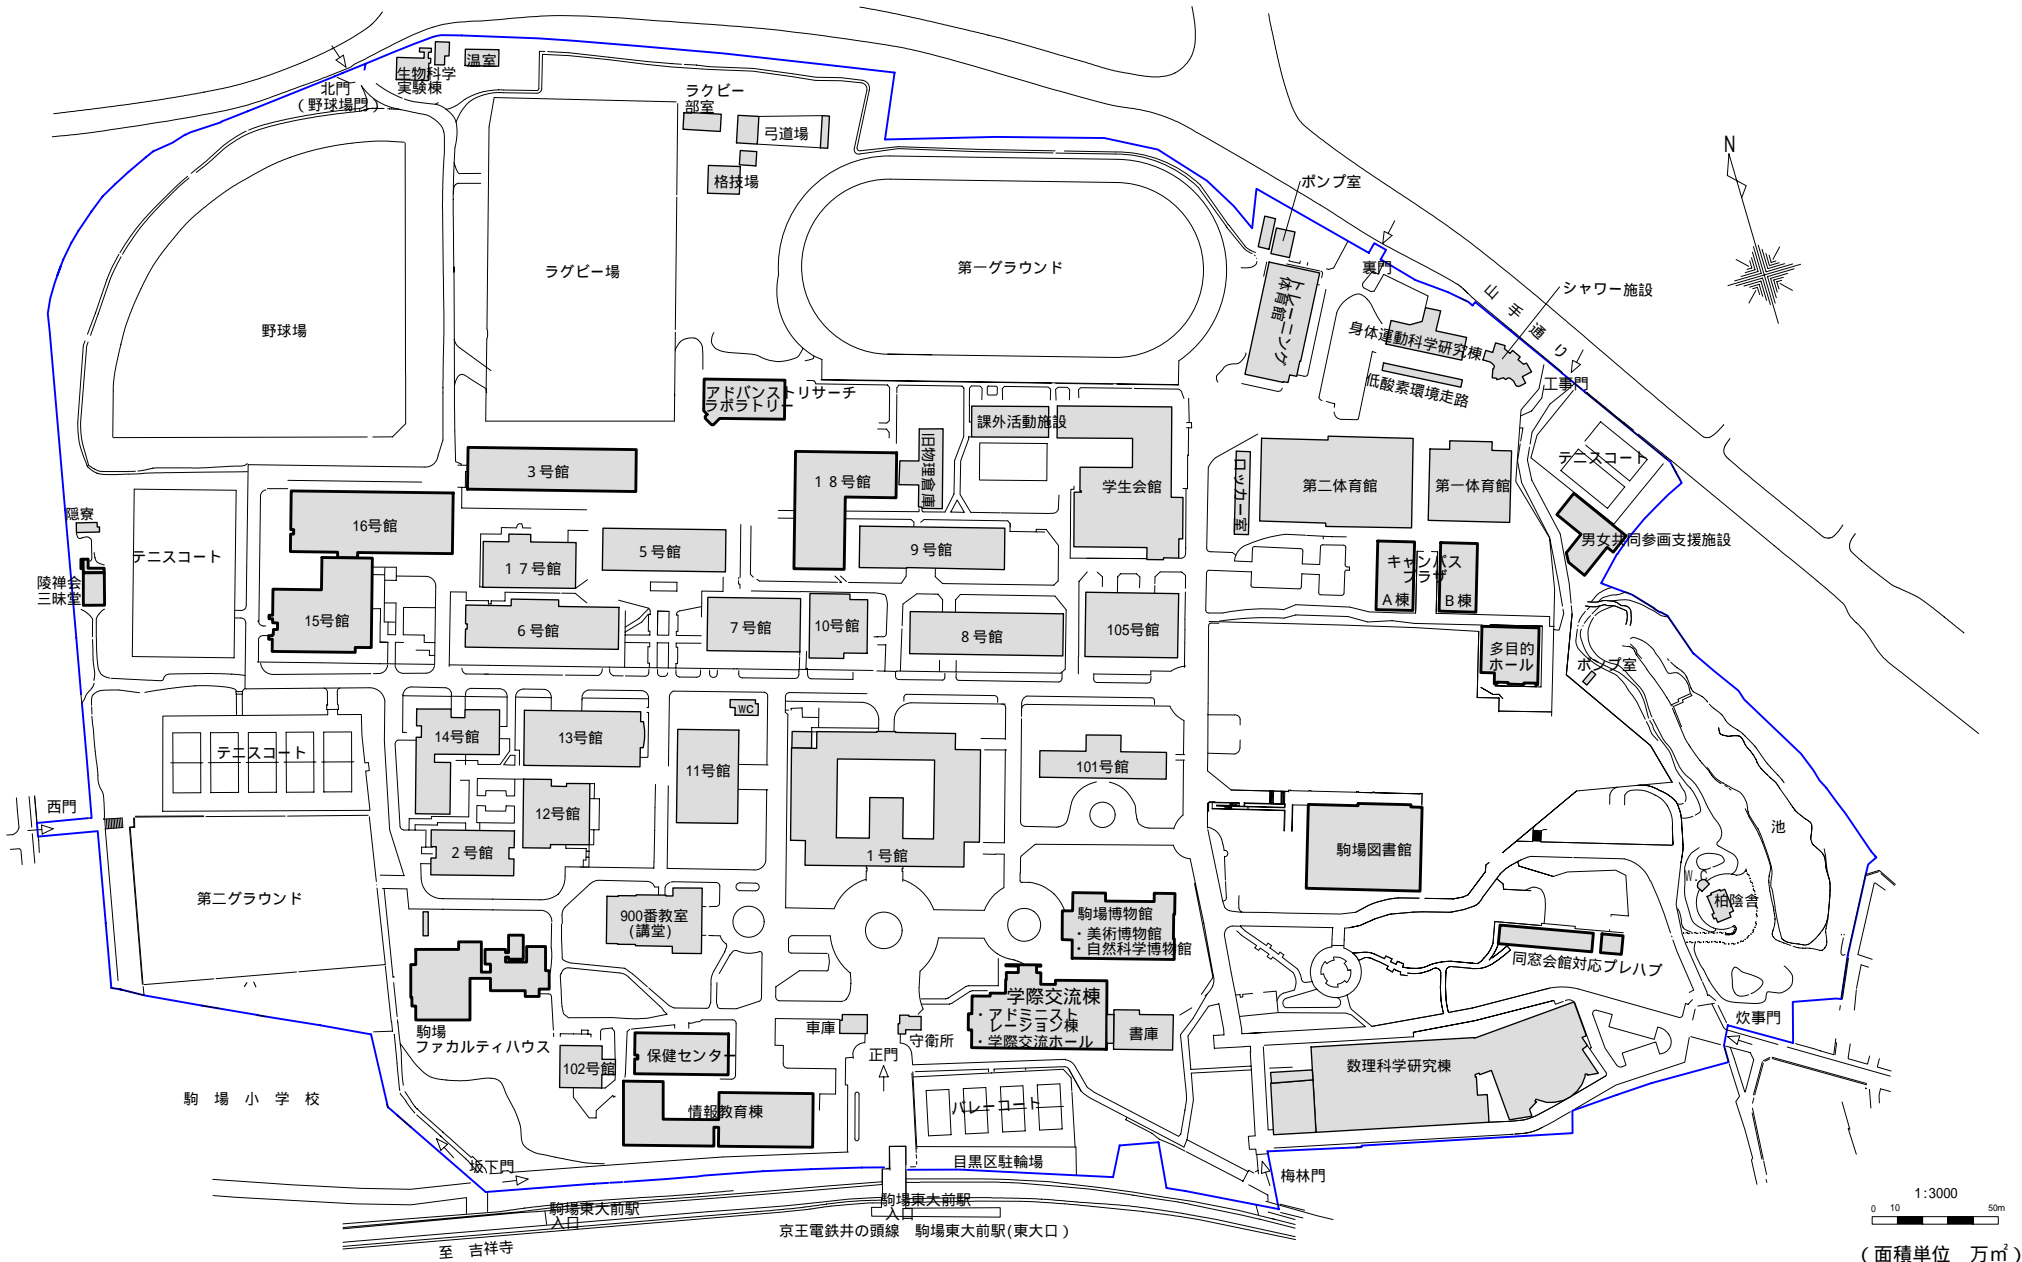 温室
生物科学
実験棟
北門
(野球場門)
ラクビー
部室
弓道場
格技場
ポンプ室
N
裏門
シャワー施設
山手通り
ラグビー場
第一グラウンド
トレーニング
体育館
野球場
身体運動科学研究棟
低酸素環境走路
工事門
アドバンストリサーチ
ラボラトリー
課外活動施設
旧物理倉庫
3号館
18号館
学生会館
ロッカー室
第二体育館
第一体育館
テニスコート
隠寮
16号館
テニスコート
5号館
9号館
17号館
男女共同参画支援施設
キャンパス
プラザ
A棟
B棟
陵禅会
三昧堂
15号館
6号館
7号館
10号館
8号館
105号館
多目的
ホール
ポンプ室
WC
14号館
13号館
テニスコート
11号館
101号館
西門
12号館
2号館
1号館
駒場図書館
池
W.C
柏陰舎
第二グラウンド
900番教室
(講堂)
駒場博物館
・美術博物館
・自然科学博物館
同窓会館対応プレハブ
学際交流棟
・アドミニスト
レーション棟
・学際交流ホール
書庫
車庫
守衛所
炊事門
駒場
ファカルティハウス
保健センター
102号館
正門
数理科学研究棟
駒場小学校
情報教育棟
バレーコート
坂下門
目黒区駐輪場
梅林門
駒場東大前駅
入口
駒場東大前駅
入口
京王電鉄井の頭線 駒場東大前駅(東大口)
至 吉祥寺
1:3000
0 10 50m
(面積単位 万㎡)